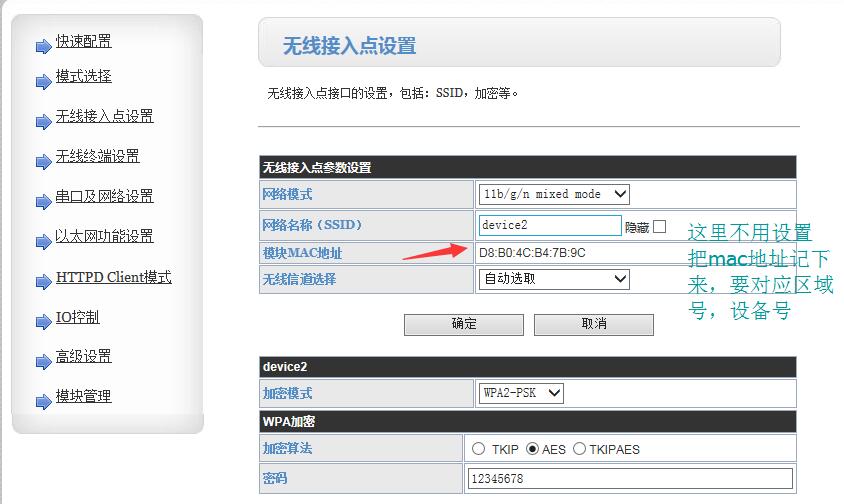 快速配置
模式选择
无线接入点设置
无线终端设置
串口及网络设置
以太网功能设置
HTTPD Client模式
IO控制
高级设置
模块管理
无线接入点设置
无线接入点接口的设置，包括：SSID，加密等。
无线接入点参数设置
网络模式 11b/g/n mixed mode
网络名称（SSID） device2 隐藏
模块MAC地址 D8:B0:4C:B4:7B:9C
无线信道选择 自动选取
这里不用设置
把mac地址记下
来，要对应区域
号，设备号
确定 取消
device2
加密模式 WPA2-PSK
WPA加密
加密算法 TKIP AES TKIPAES
密码 12345678